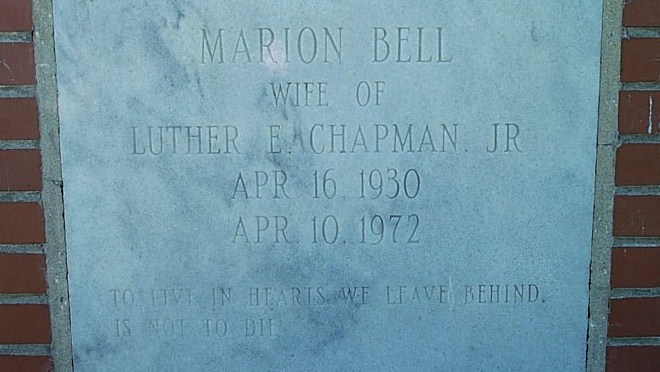 MARION BELL
WIFE OF
LUTHER E. CHAPMAN. JR
APR. 16, 1930
APR. 10, 1972
TO LIVE IN HEARTS WE LEAVE BEHIND,
IS NOT TO DIE